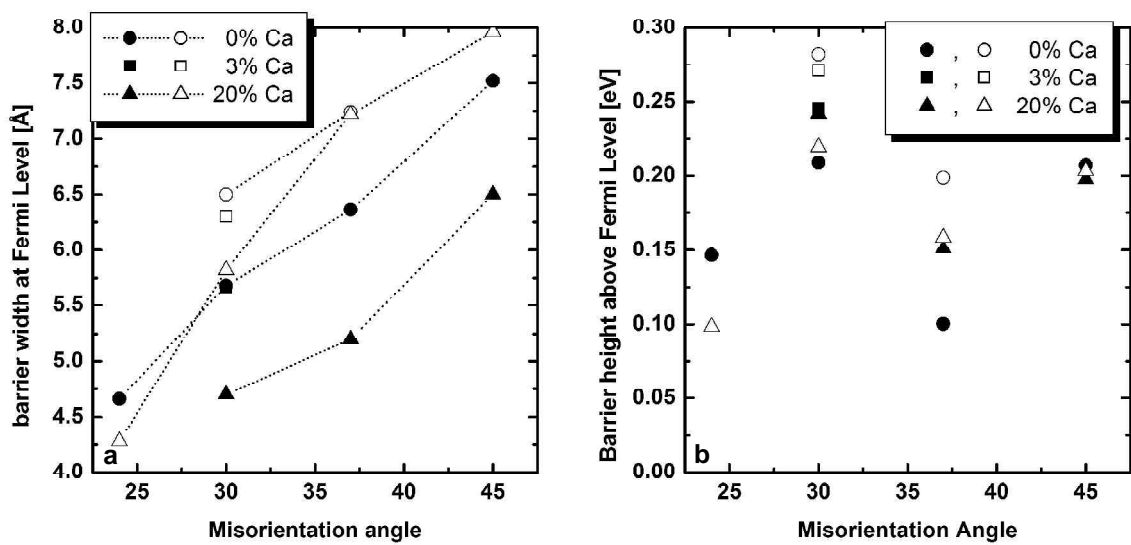 8.0
7.5
7.0
6.5
6.0
5.5
5.0
4.5
4.0
barrier width at Fermi Level [Å]
0% Ca
3% Ca
20% Ca
a
25 30 35 40 45
Misorientation angle
0.30
0.25
0.20
0.15
0.10
0.05
0.00
Barrier height above Fermi Level [eV]
, 0% Ca
, 3% Ca
, 20% Ca
b
25 30 35 40 45
Misorientation Angle